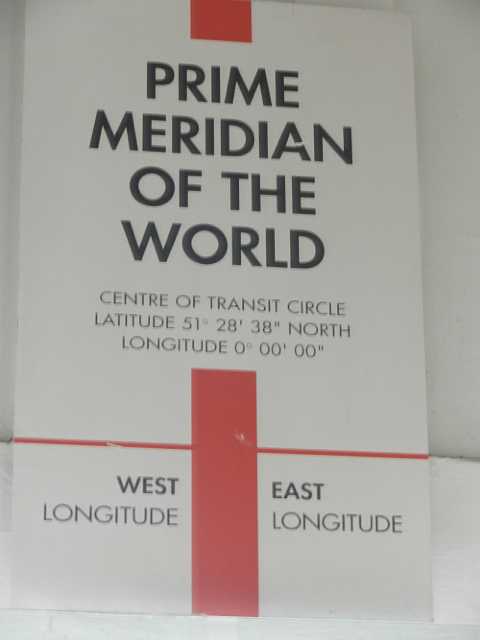 PRIME
MERIDIAN
OF THE
WORLD
CENTRE OF TRANSIT CIRCLE
LATITUDE 51° 28' 38" NORTH
LONGITUDE 0° 00' 00"
WEST
LONGITUDE
EAST
LONGITUDE